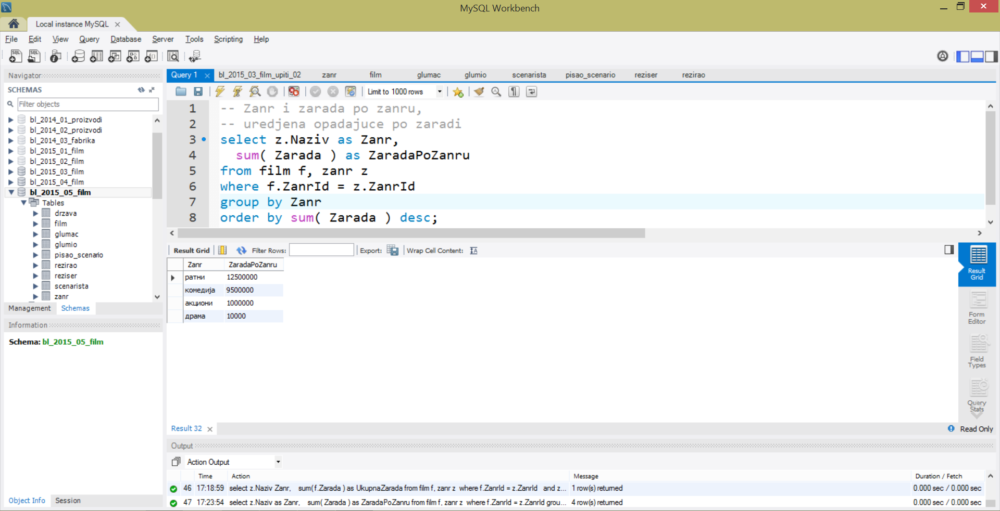 MySQL Workbench
Local instance MySQL
File Edit View Query Database Server Tools Scripting Help
Navigator
SCHEMAS
Filter objects
bl_2014_01_proizvodi
bl_2014_02_proizvodi
bl_2014_03_fabrika
bl_2015_01_film
bl_2015_02_film
bl_2015_03_film
bl_2015_04_film
bl_2015_05_film
Tables
drzava
film
glumac
glumio
pisao_scenario
rezirao
reziser
scenarista
zanr
Management Schemas
Information
Schema: bl_2015_05_film
Object Info Session
Query 1 bl_2015_03_film_upiti_02 zanr film glumac glumio scenarista pisao_scenario reziser rezirao
Limit to 1000 rows
1 -- Zanr i zarada po zanru,
2 -- uredjena opadajuce po zaradi
3 select z.Naziv as Zanr,
4 sum( Zarada ) as ZaradaPoZanru
5 from film f, zanr z
6 where f.ZanrId = z.ZanrId
7 group by Zanr
8 order by sum( Zarada ) desc;
Result Grid Filter Rows: Export: Wrap Cell Content:
Zanr ZaradaPoZanru
ратни 12500000
комедија 9500000
акциони 1000000
драма 10000
Result Grid
Form Editor
Field Types
Query Stats
Result 32
Read Only
Output
Action Output
Time Action Message Duration / Fetch
46 17:18:59 select z.Naziv Zanr, sum(f.Zarada ) as UkupnaZarada from film f, zanr z where f.ZanrId = z.ZanrId and z... 1 row(s) returned 0.000 sec / 0.000 sec
47 17:23:54 select z.Naziv as Zanr, sum( Zarada ) as ZaradaPoZanru from film f, zanr z where f.ZanrId = z.ZanrId grou... 4 row(s) returned 0.000 sec / 0.000 sec